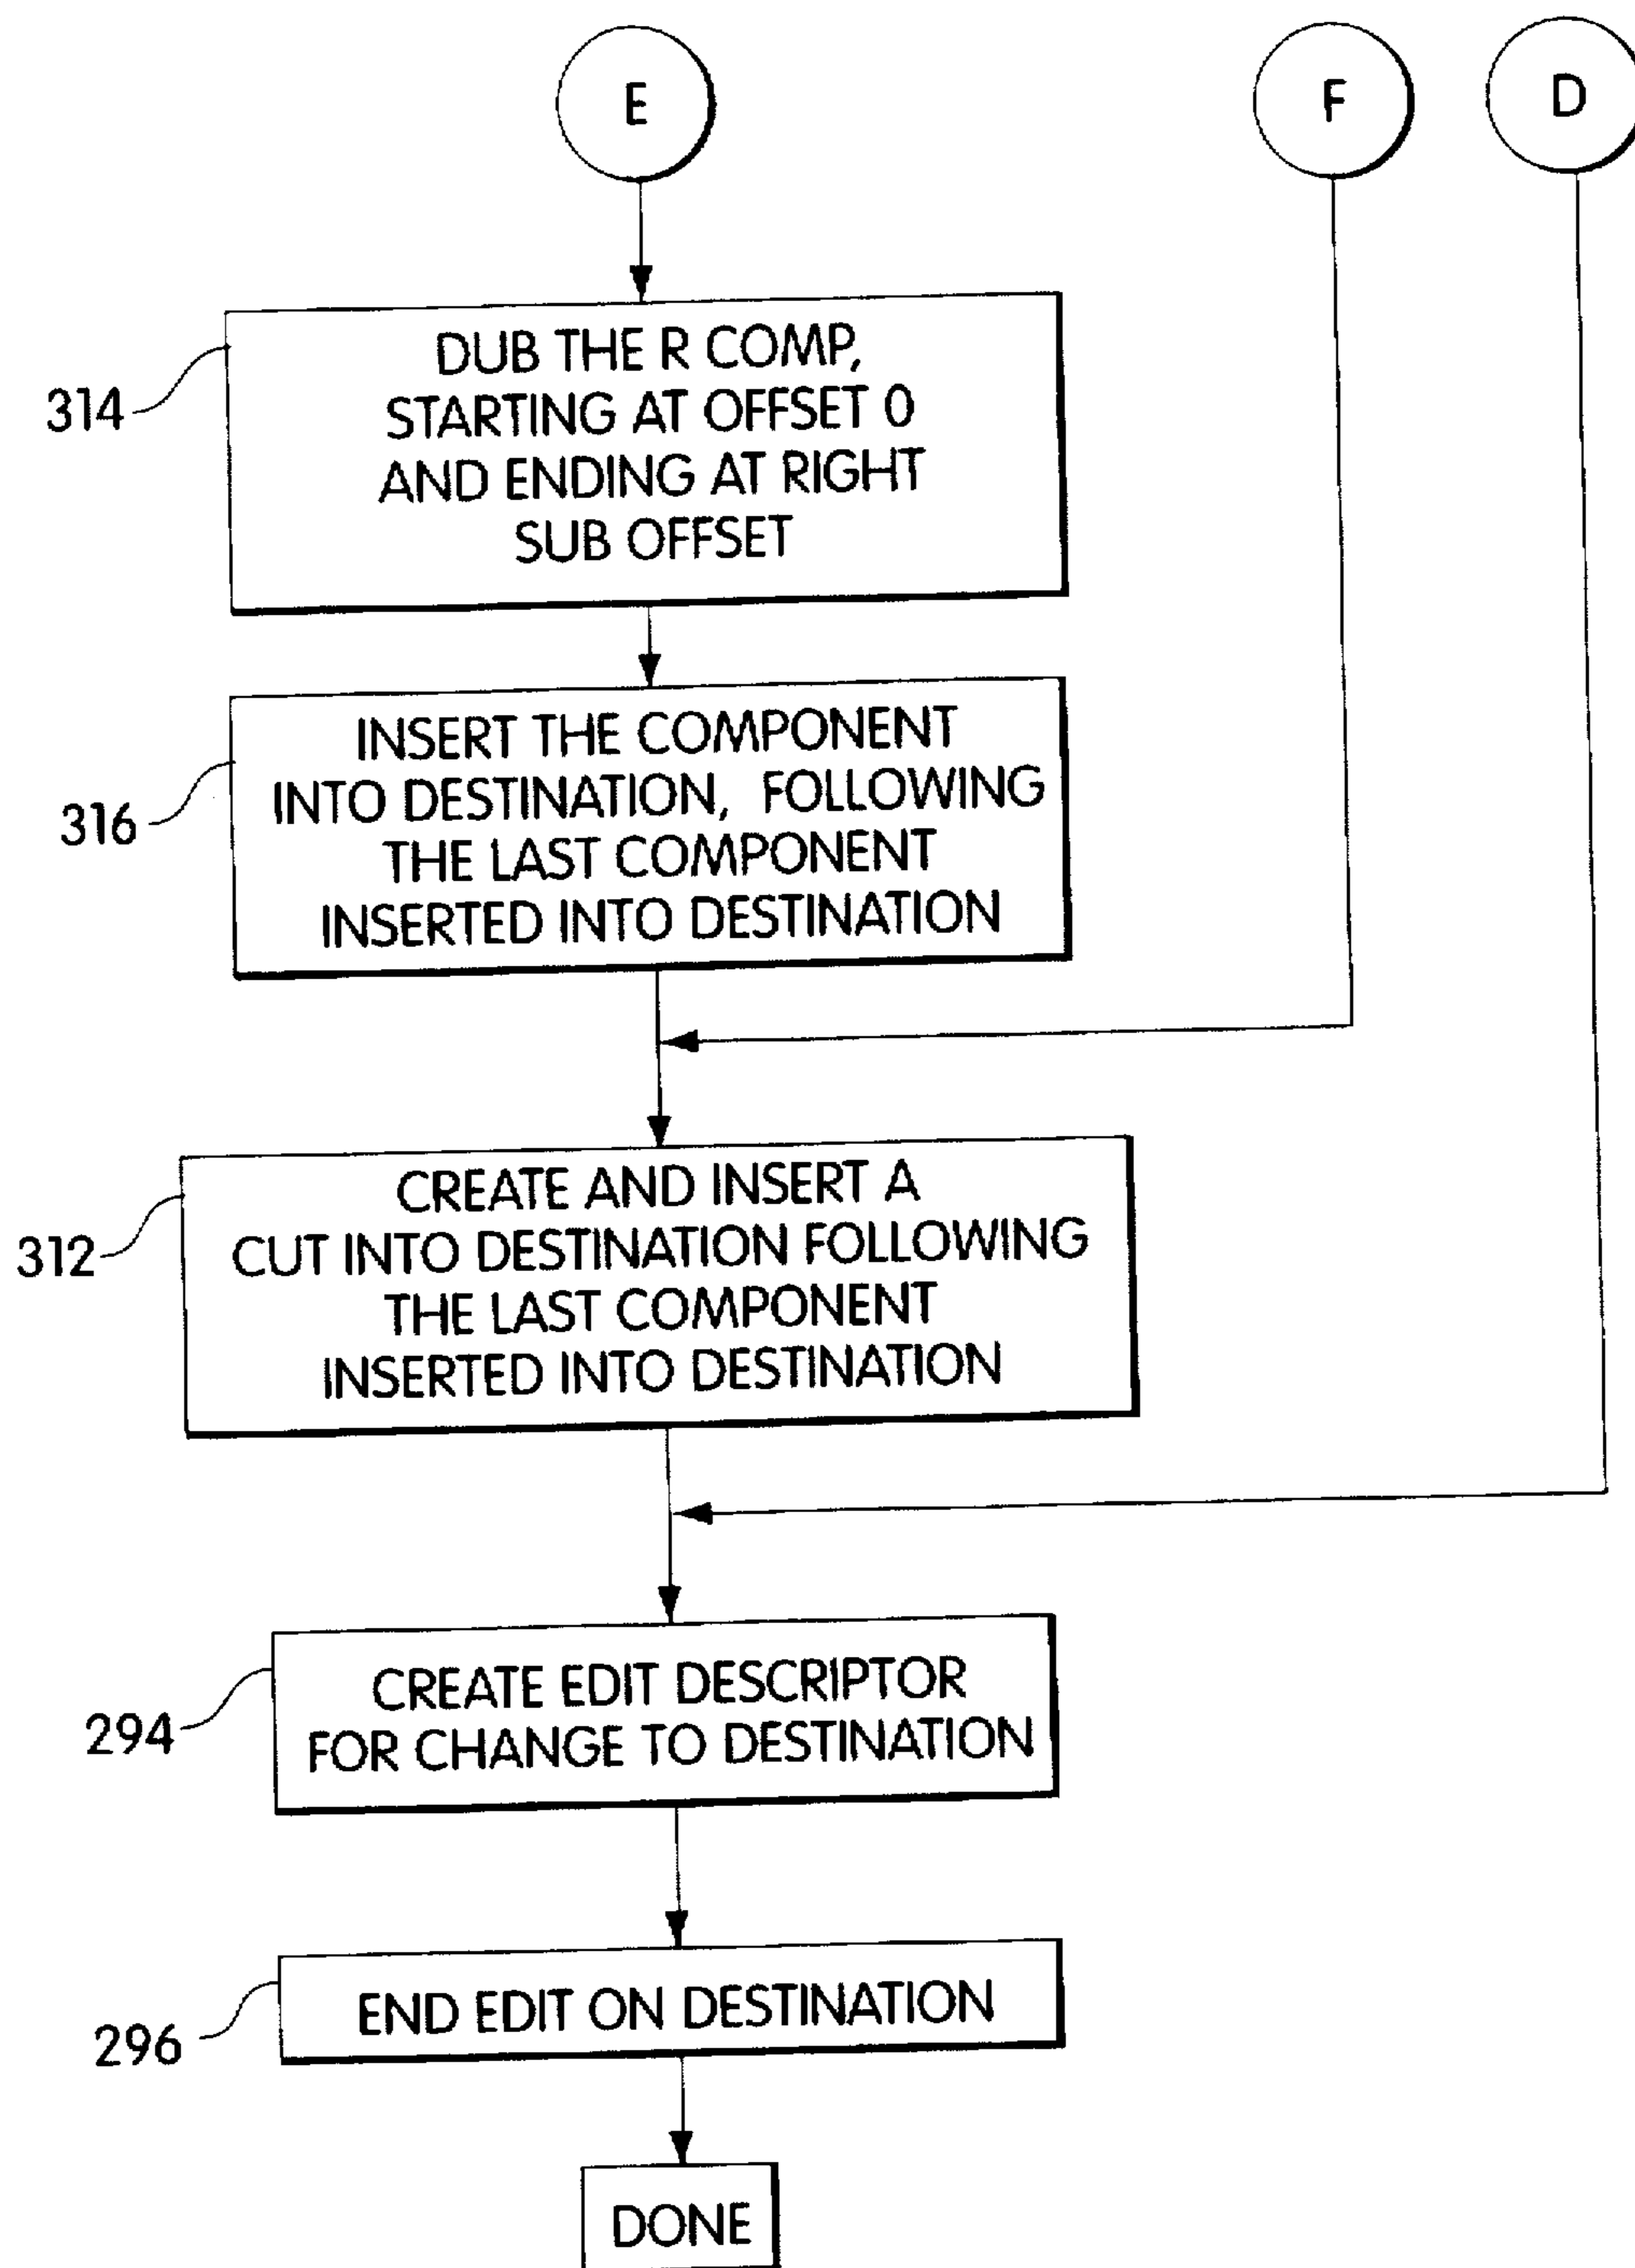 E
F
D
314
DUB THE R COMP,
STARTING AT OFFSET 0
AND ENDING AT RIGHT
SUB OFFSET
316
INSERT THE COMPONENT
INTO DESTINATION, FOLLOWING
THE LAST COMPONENT
INSERTED INTO DESTINATION
312
CREATE AND INSERT A
CUT INTO DESTINATION FOLLOWING
THE LAST COMPONENT
INSERTED INTO DESTINATION
294
CREATE EDIT DESCRIPTOR
FOR CHANGE TO DESTINATION
296
END EDIT ON DESTINATION
DONE